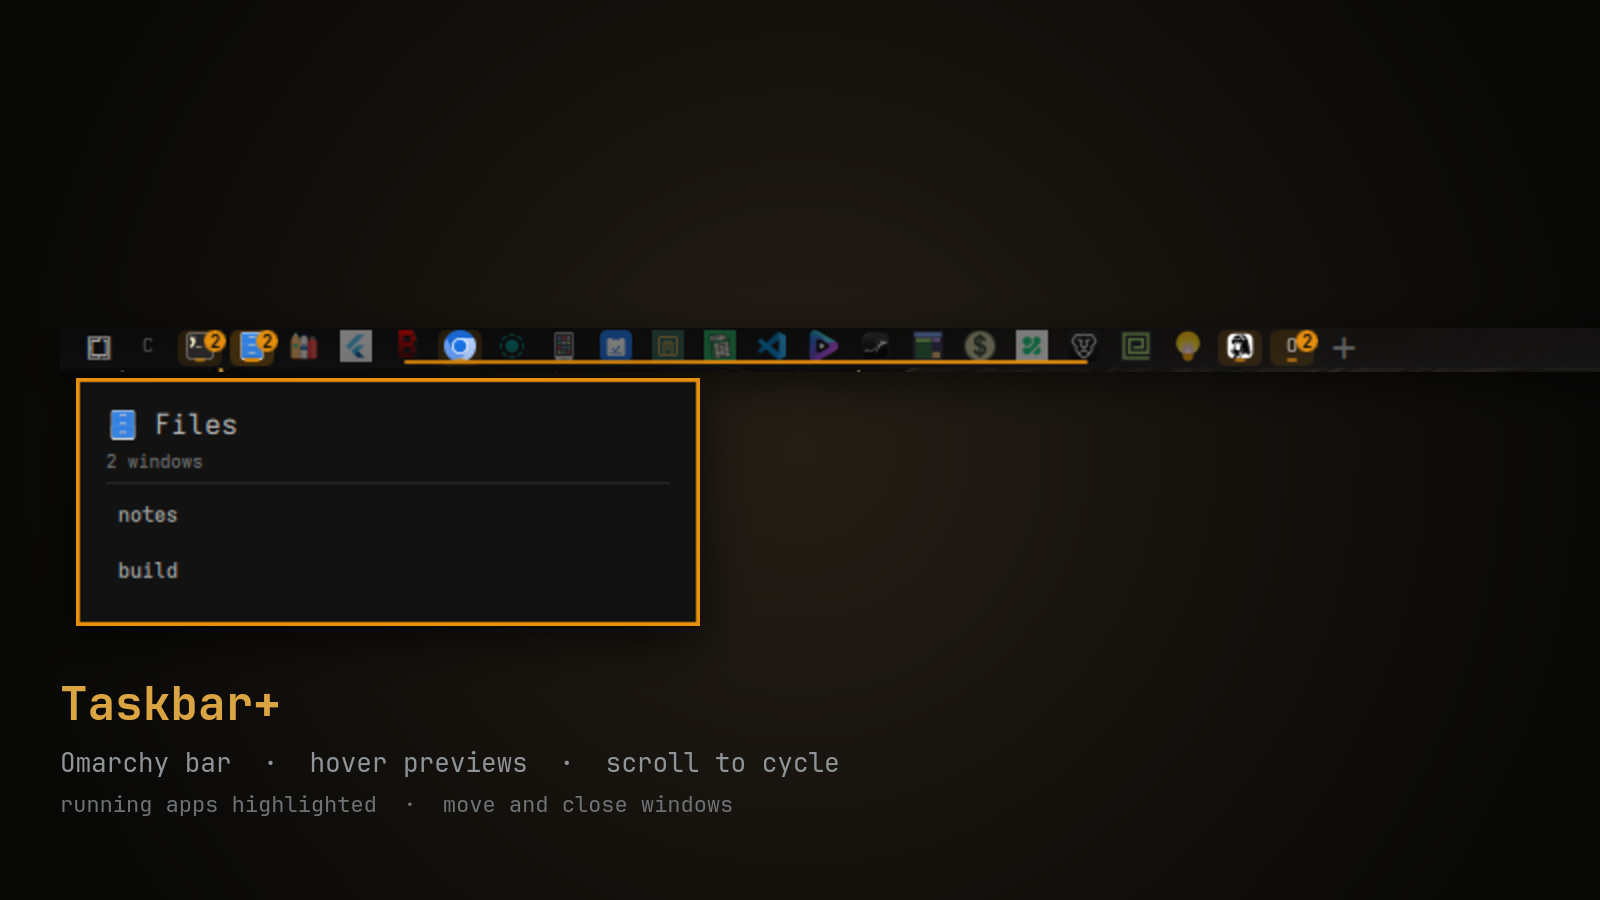 C 2 2 B $ 0 2 +
Files
2 windows
notes
build
Taskbar+
Omarchy bar · hover previews · scroll to cycle
running apps highlighted · move and close windows